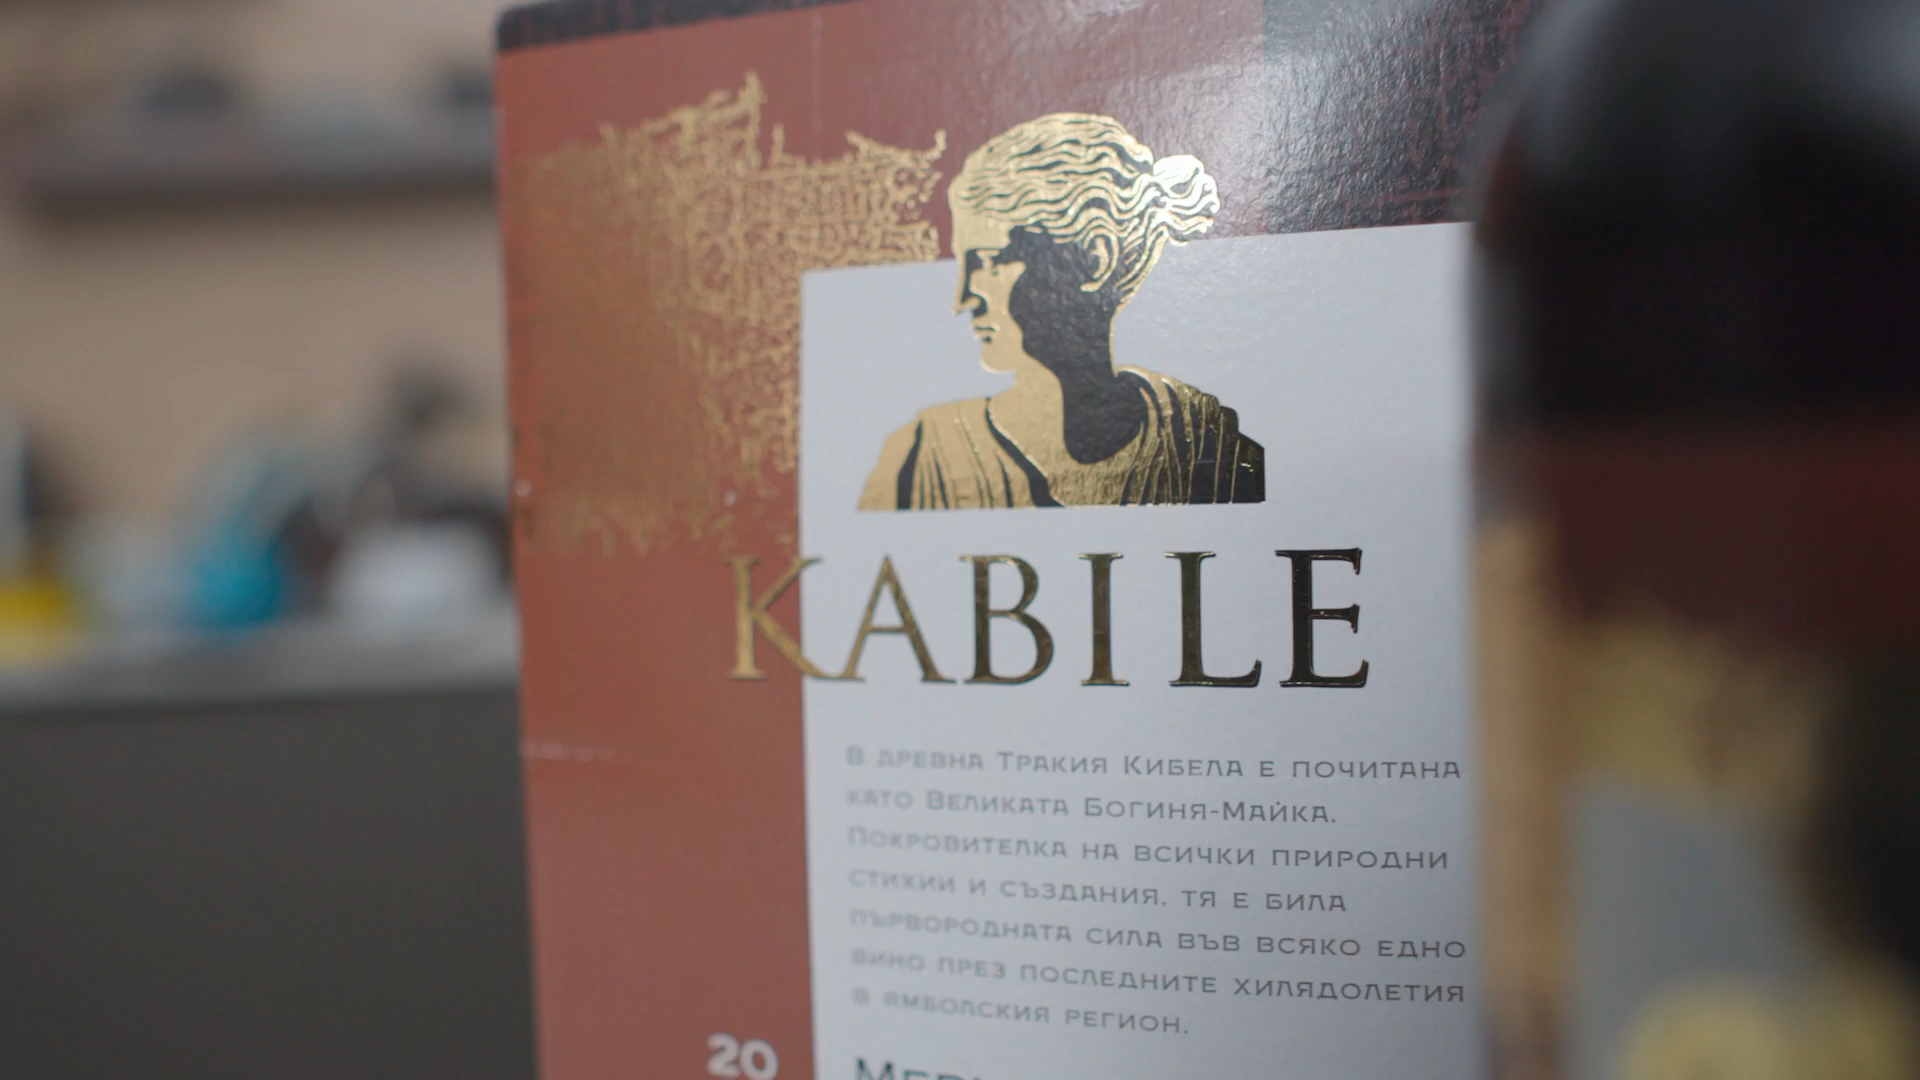 KABILE
В ДРЕВНА ТРАКИЯ КИБЕЛА Е ПОЧИТАНА
КАТО ВЕЛИКАТА БОГИНЯ-МАЙКА.
ПОКРОВИТЕЛКА НА ВСИЧКИ ПРИРОДНИ
СТИХИИ И СЪЗДАНИЯ, ТЯ Е БИЛА
ПЪРВОРОДНАТА СИЛА ВЪВ ВСЯКО ЕДНО
ВИНО ПРЕЗ ПОСЛЕДНИТЕ ХИЛЯДОЛЕТИЯ
В ЯМБОЛСКИЯ РЕГИОН.
20